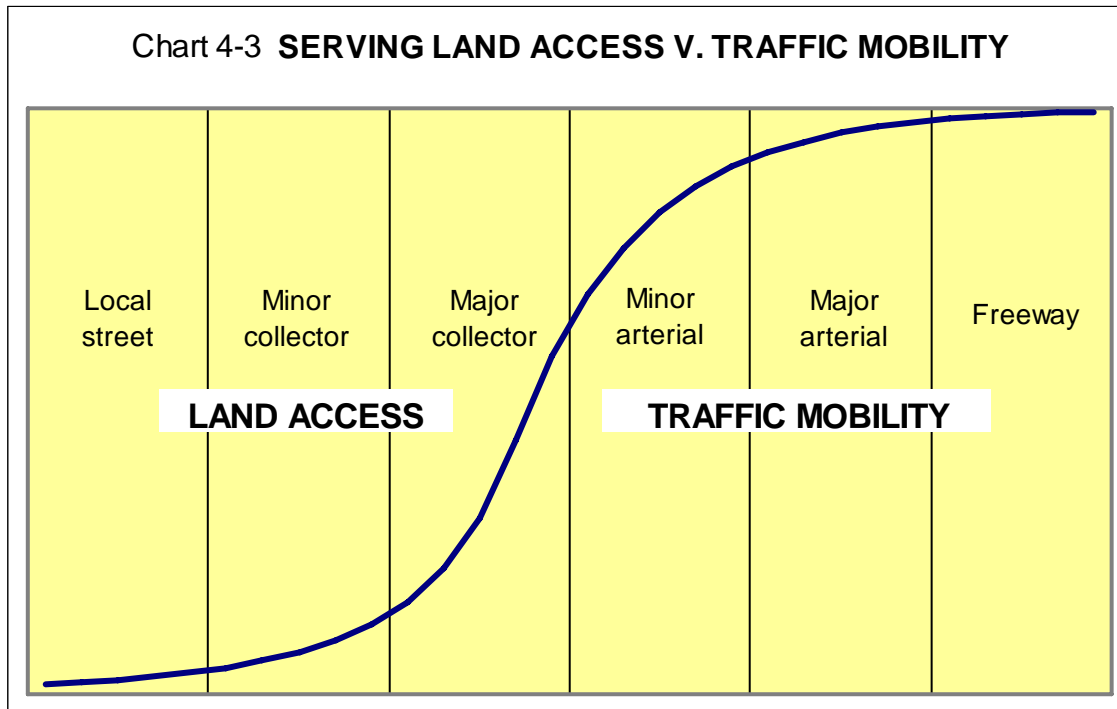 Chart 4-3 SERVING LAND ACCESS V. TRAFFIC MOBILITY
Local
street
Minor
collector
Major
collector
Minor
arterial
Major
arterial
Freeway
LAND ACCESS
TRAFFIC MOBILITY